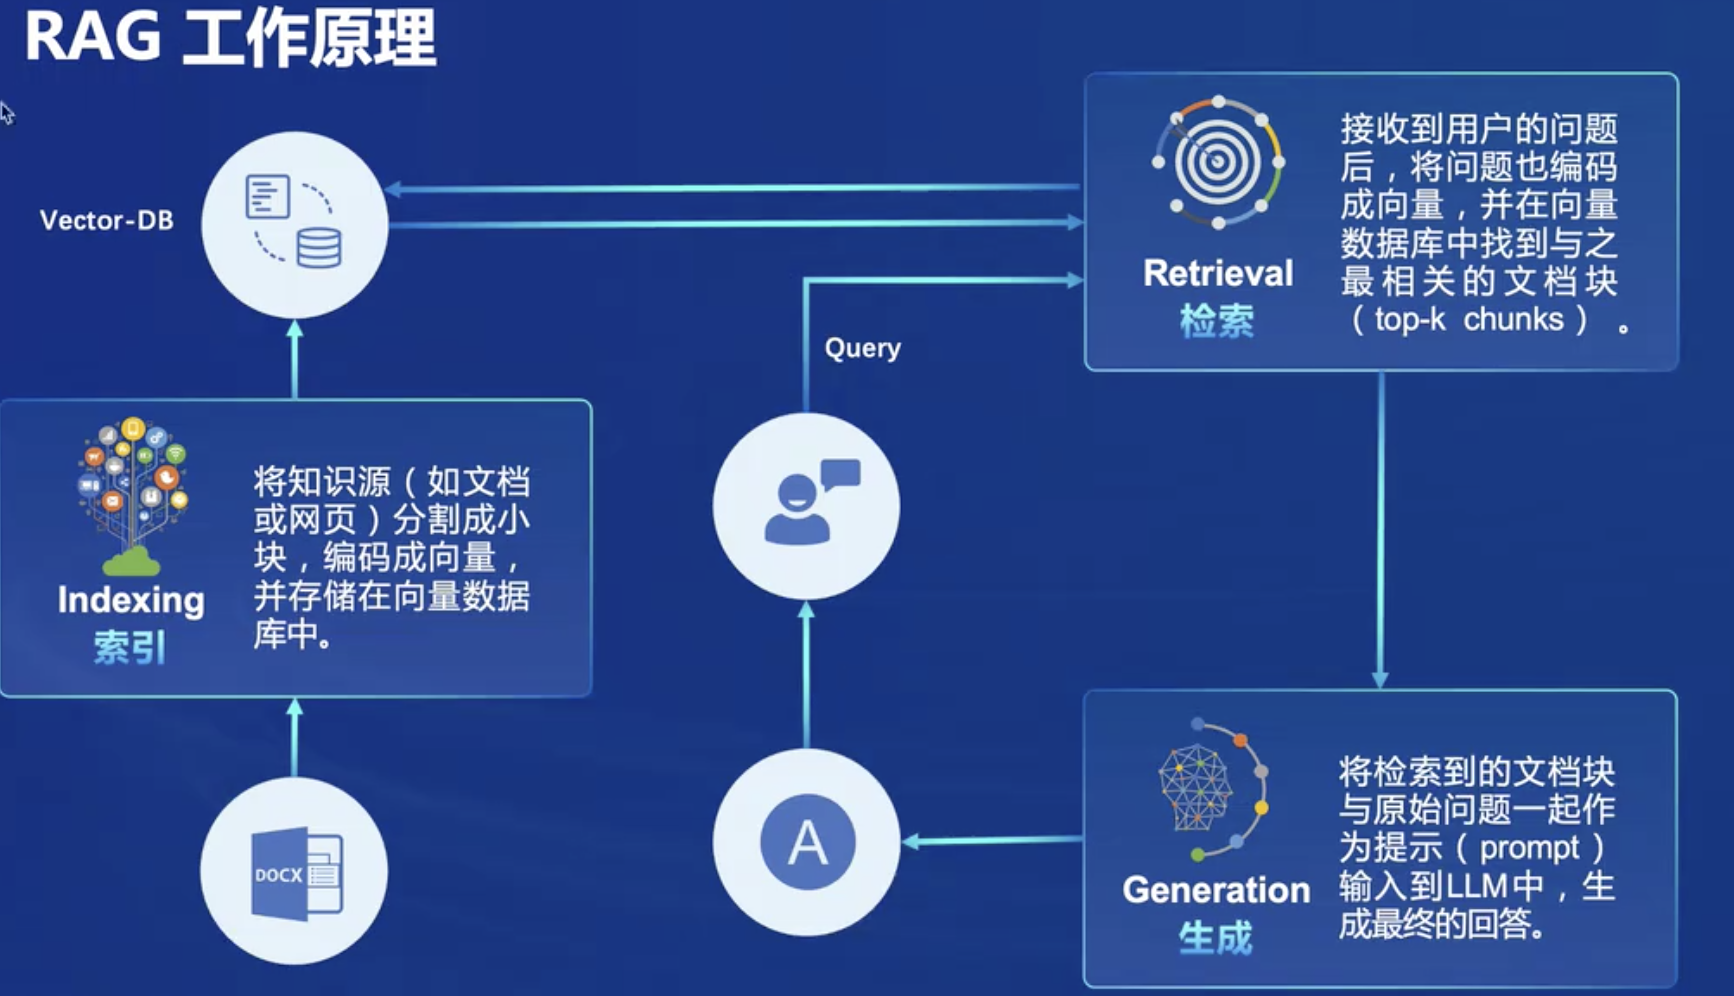 RAG 工作原理
Vector-DB
接收到用户的问题
后，将问题也编码
成向量，并在向量
数据库中找到与之
最相关的文档块
（top-k chunks）。
Retrieval
检索
Query
将知识源（如文档
或网页）分割成小
块，编码成向量，
并存储在向量数据
库中。
Indexing
索引
DOCX
A
将检索到的文档块
与原始问题一起作
为提示（prompt）
输入到LLM中，生
成最终的回答。
Generation
生成